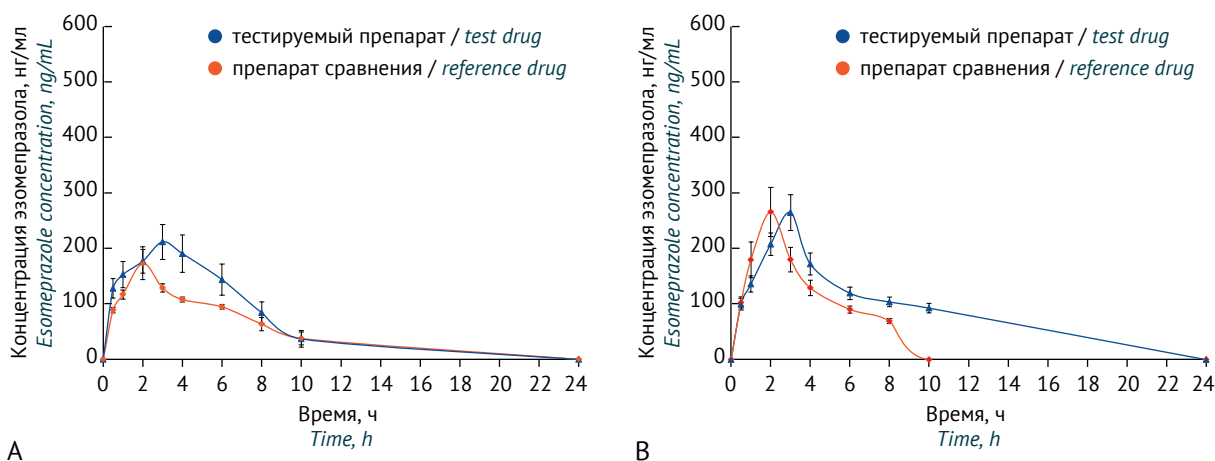 Концентрация эзомепразола, нг/мл
Esomeprazole concentration, ng/mL
600
500
400
300
200
100
0
тестируемый препарат / test drug
препарат сравнения / reference drug
0 2 4 6 8 10 12 14 16 18 20 22 24
Время, ч
Time, h
A
Концентрация эзомепразола, нг/мл
Esomeprazole concentration, ng/mL
600
500
400
300
200
100
0
тестируемый препарат / test drug
препарат сравнения / reference drug
0 2 4 6 8 10 12 14 16 18 20 22 24
Время, ч
Time, h
B